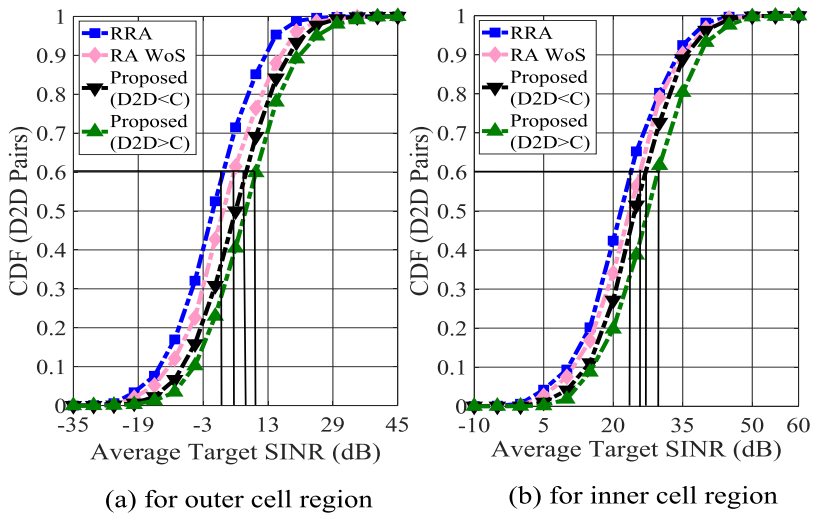 1
0.9
0.8
0.7
0.6
0.5
0.4
0.3
0.2
0.1
0
CDF (D2D Pairs)
RRA
RA WoS
Proposed
(D2D<C)
Proposed
(D2D>C)
-35 -19 -3 13 29 45
Average Target SINR (dB)
(a) for outer cell region
1
0.9
0.8
0.7
0.6
0.5
0.4
0.3
0.2
0.1
0
CDF (D2D Pairs)
RRA
RA WoS
Proposed
(D2D<C)
Proposed
(D2D>C)
-10 5 20 35 50 60
Average Target SINR (dB)
(b) for inner cell region